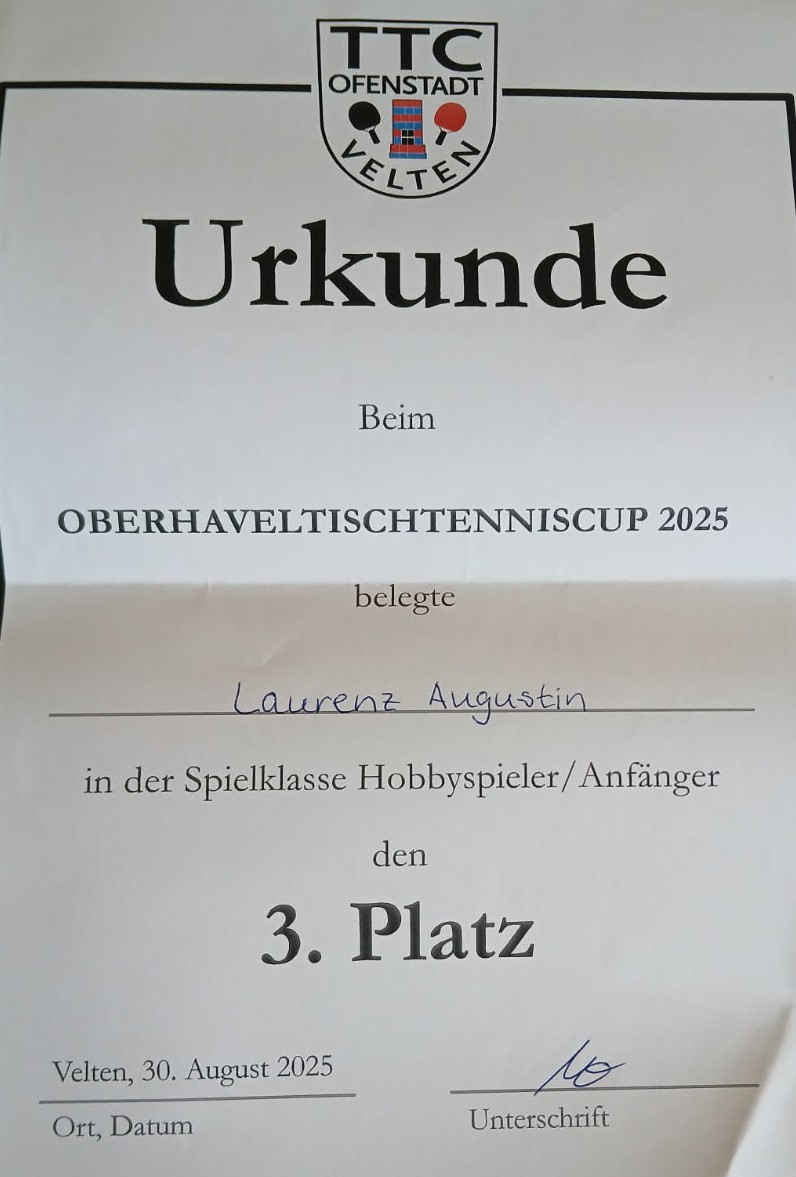 TTC
OFENSTADT
VELTEN
Urkunde
Beim
OBERHAVELTISCHTENNISCUP 2025
belegte
Laurenz Augustin
in der Spielklasse Hobbyspieler/Anfänger
den
3. Platz
Velten, 30. August 2025
Ort, Datum
Unterschrift